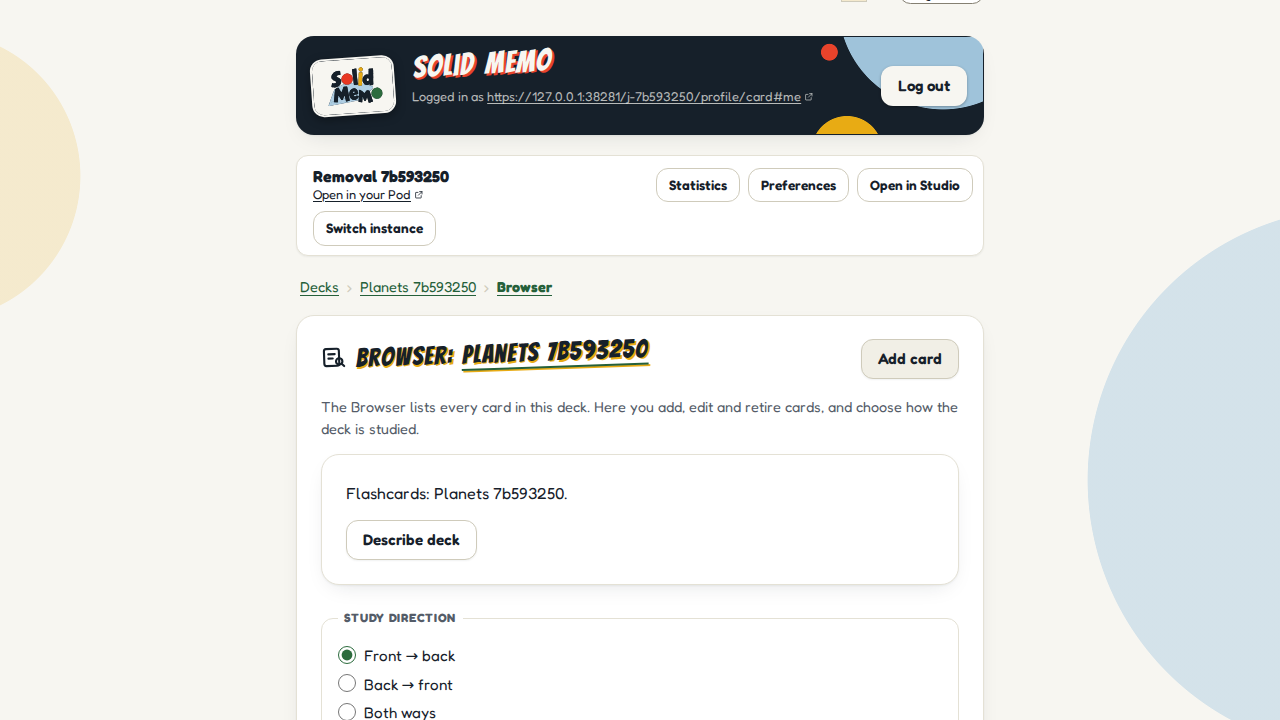 Solid Memo
SOLID MEMO
Logged in as https://127.0.0.1:38281/j-7b593250/profile/card#me
Log out
Removal 7b593250
Open in your Pod
Statistics
Preferences
Open in Studio
Switch instance
Decks › Planets 7b593250 › Browser
BROWSER: PLANETS 7B593250
Add card
The Browser lists every card in this deck. Here you add, edit and retire cards, and choose how the
deck is studied.
Flashcards: Planets 7b593250.
Describe deck
STUDY DIRECTION
Front → back
Back → front
Both ways